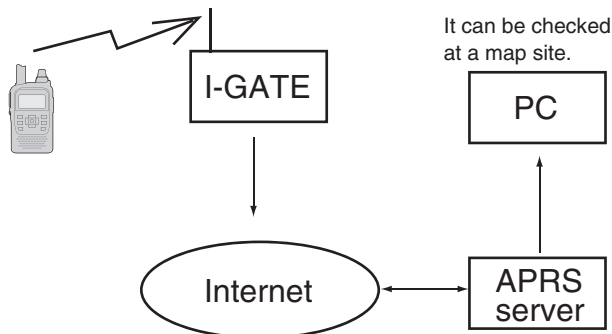 It can be checked
at a map site.
I-GATE
PC
Internet
APRS
server